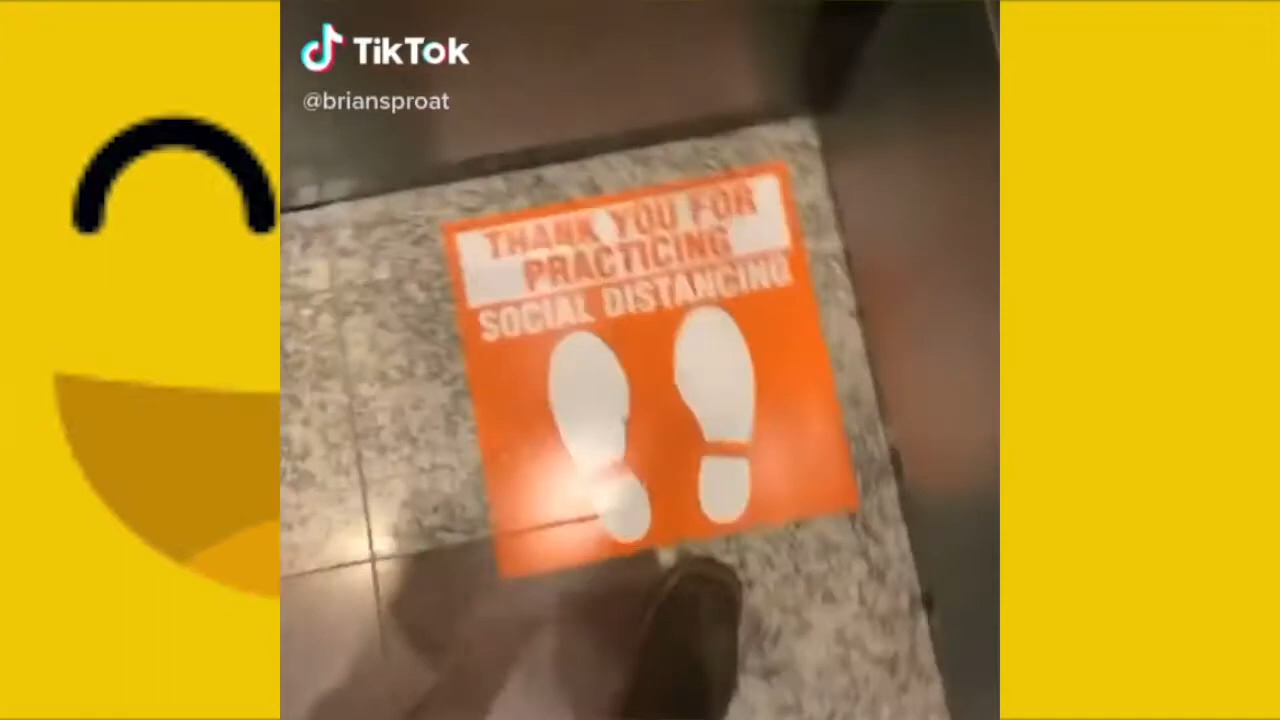 TikTok
@briansproat
THANK YOU FOR
PRACTICING
SOCIAL DISTANCING